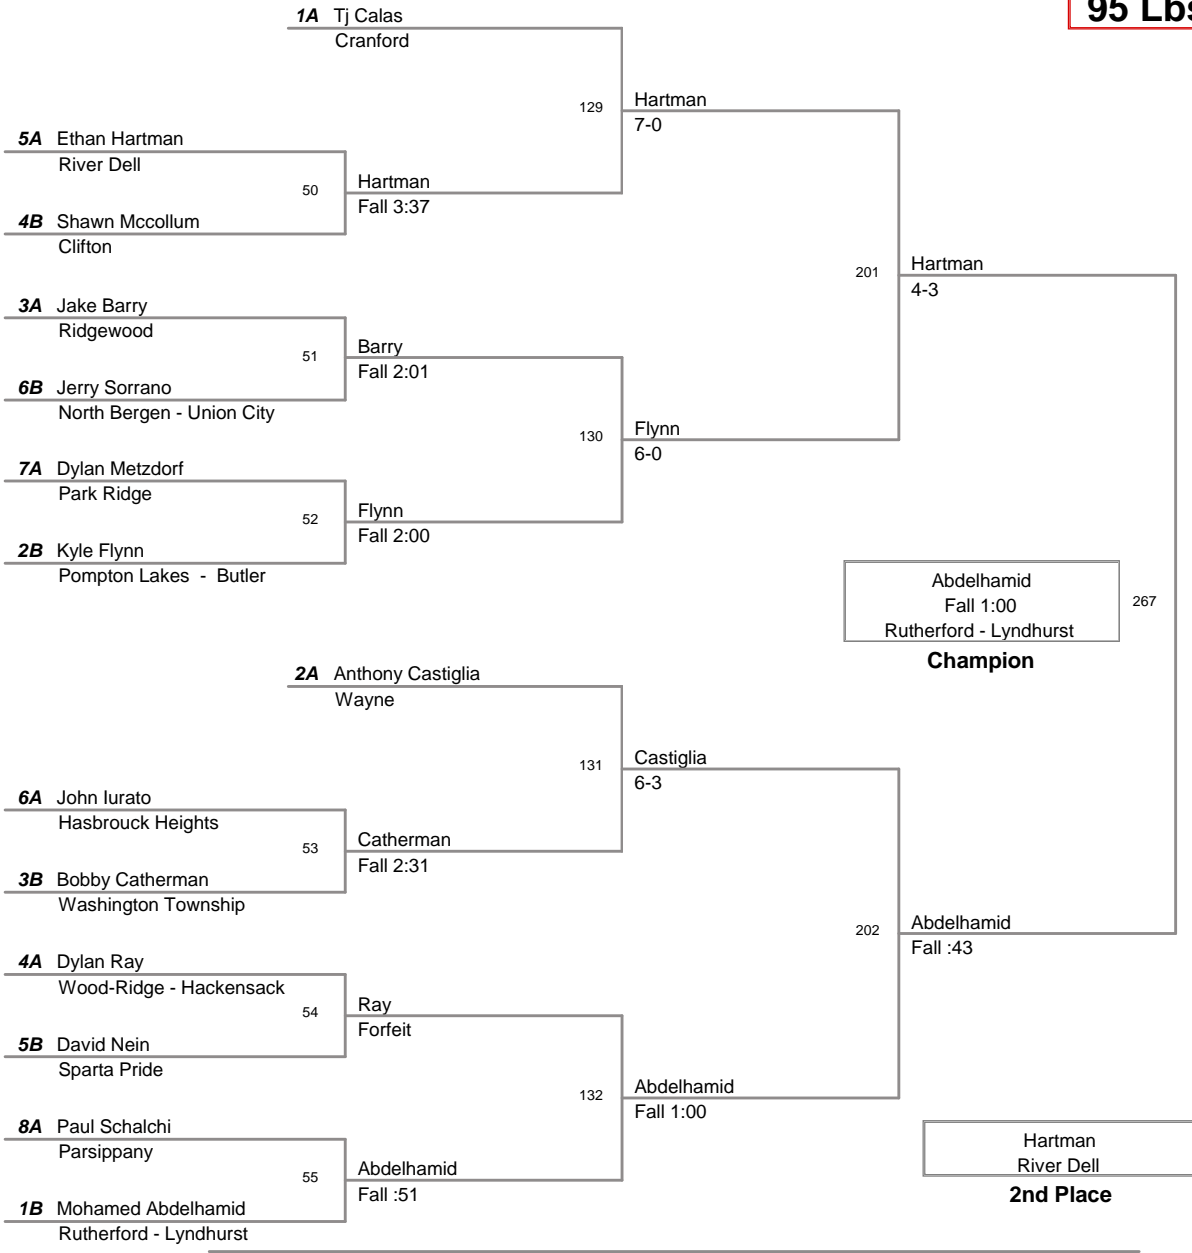 95 Lbs
1A Tj Calas
Cranford
129
Hartman
7-0
5A Ethan Hartman
River Dell
50
Hartman
Fall 3:37
4B Shawn Mccollum
Clifton
201
Hartman
4-3
3A Jake Barry
Ridgewood
51
Barry
Fall 2:01
6B Jerry Sorrano
North Bergen - Union City
130
Flynn
6-0
7A Dylan Metzdorf
Park Ridge
52
Flynn
Fall 2:00
2B Kyle Flynn
Pompton Lakes - Butler
Abdelhamid
Fall 1:00
Rutherford - Lyndhurst
Champion
267
2A Anthony Castiglia
Wayne
131
Castiglia
6-3
6A John Iurato
Hasbrouck Heights
53
Catherman
Fall 2:31
3B Bobby Catherman
Washington Township
202
Abdelhamid
Fall :43
4A Dylan Ray
Wood-Ridge - Hackensack
54
Ray
Forfeit
5B David Nein
Sparta Pride
132
Abdelhamid
Fall 1:00
8A Paul Schalchi
Parsippany
55
Abdelhamid
Fall :51
1B Mohamed Abdelhamid
Rutherford - Lyndhurst
Hartman
River Dell
2nd Place